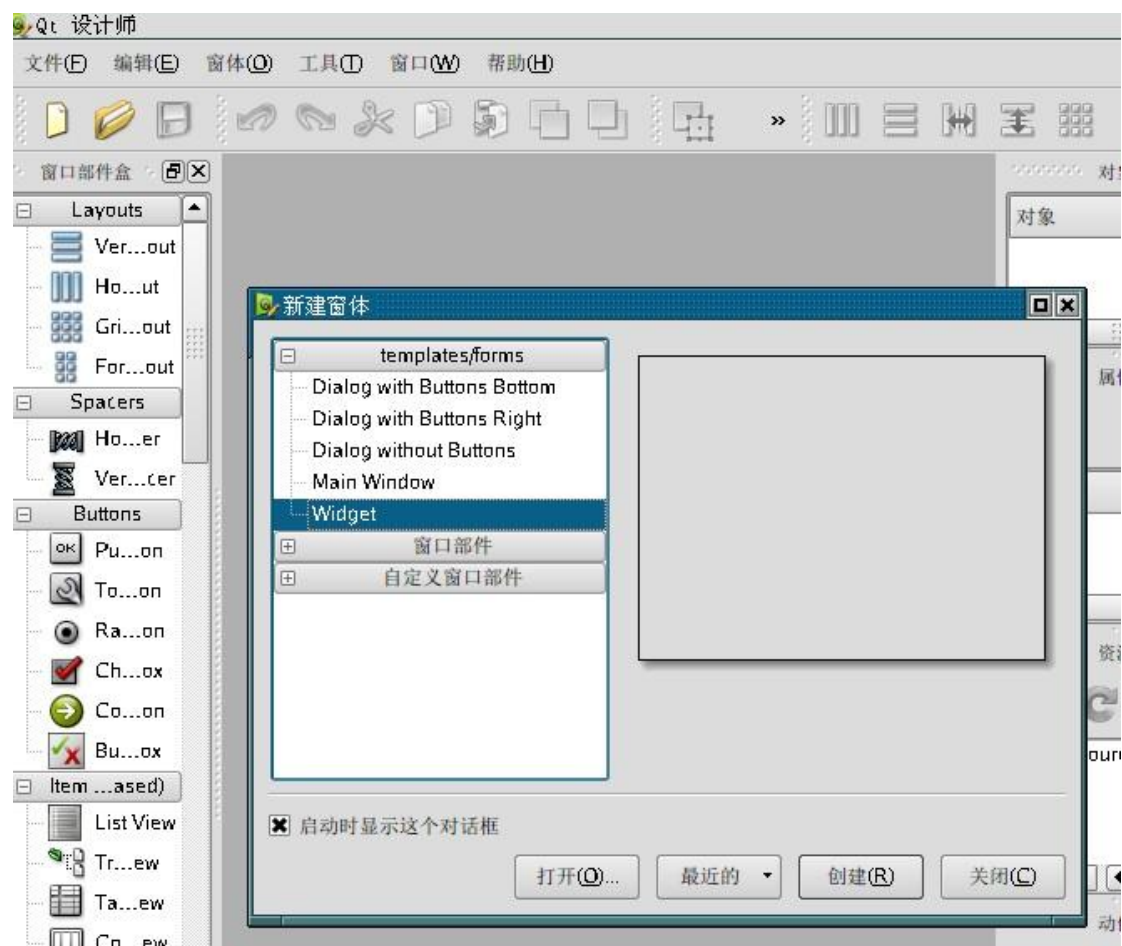 Qt 设计师
文件(F) 编辑(E) 窗体(O) 工具(T) 窗口(W) 帮助(H)
»
窗口部件盒
Layouts
Ver...out
Ho...ut
Gri...out
For...out
Spacers
Ho...er
Ver...cer
Buttons
OK Pu...on
To...on
Ra...on
Ch...ox
Co...on
Bu...ox
Item ...ased)
List View
Tr...ew
Ta...ew
Co...ew
新建窗体
templates/forms
Dialog with Buttons Bottom
Dialog with Buttons Right
Dialog without Buttons
Main Window
Widget
窗口部件
自定义窗口部件
启动时显示这个对话框
打开(O)... 最近的 创建(R) 关闭(C)
对象